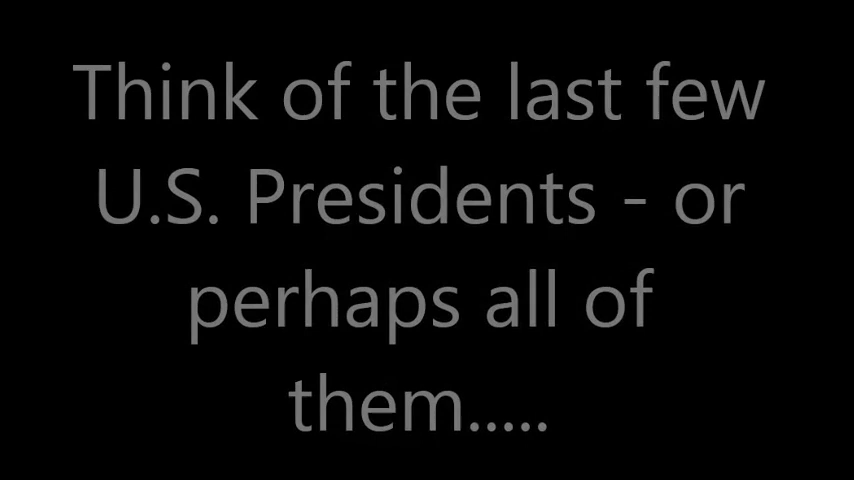 Think of the last few
U.S. Presidents - or
perhaps all of
them.....